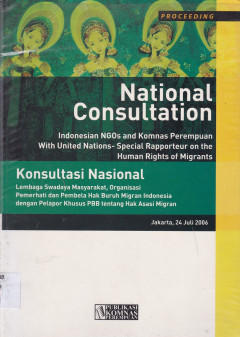 PROCEEDING
National
Consultation
Indonesian NGOs and Komnas Perempuan
With United Nations- Special Rapporteur on the
Human Rights of Migrants
Konsultasi Nasional
Lembaga Swadaya Masyarakat, Organisasi
Pemerhati dan Pembela Hak Buruh Migran Indonesia
dengan Pelapor Khusus PBB tentang Hak Asasi Migran
Jakarta, 24 Juli 2006
PUBLIKASI
KOMNAS
PEREMPUAN